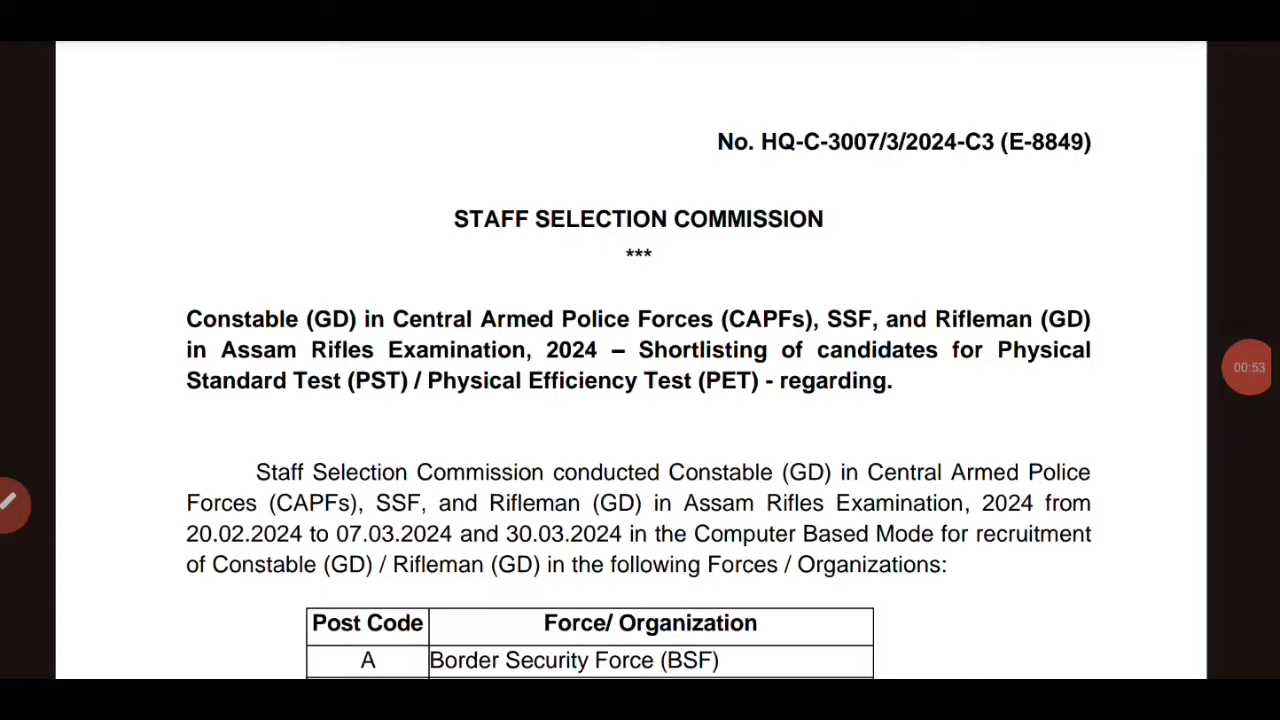 No. HQ-C-3007/3/2024-C3 (E-8849)
STAFF SELECTION COMMISSION
***
Constable (GD) in Central Armed Police Forces (CAPFs), SSF, and Rifleman (GD)
in Assam Rifles Examination, 2024 – Shortlisting of candidates for Physical
Standard Test (PST) / Physical Efficiency Test (PET) - regarding.
Staff Selection Commission conducted Constable (GD) in Central Armed Police
Forces (CAPFs), SSF, and Rifleman (GD) in Assam Rifles Examination, 2024 from
20.02.2024 to 07.03.2024 and 30.03.2024 in the Computer Based Mode for recruitment
of Constable (GD) / Rifleman (GD) in the following Forces / Organizations:
Post Code Force/ Organization
A Border Security Force (BSF)
00:53